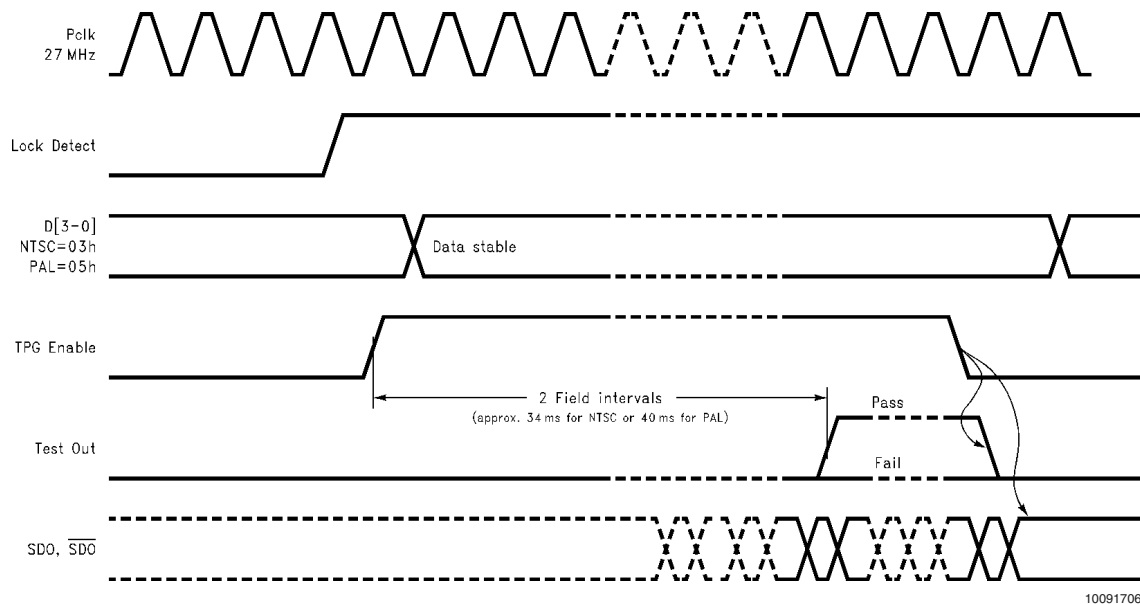 Pclk
27 MHz
Lock Detect
D[3-0]
NTSC=03h
PAL=05h
Data stable
TPG Enable
2 Field intervals
(approx. 34 ms for NTSC or 40 ms for PAL)
Pass
Test Out
Fail
SDO, S̅D̅O̅
10091706